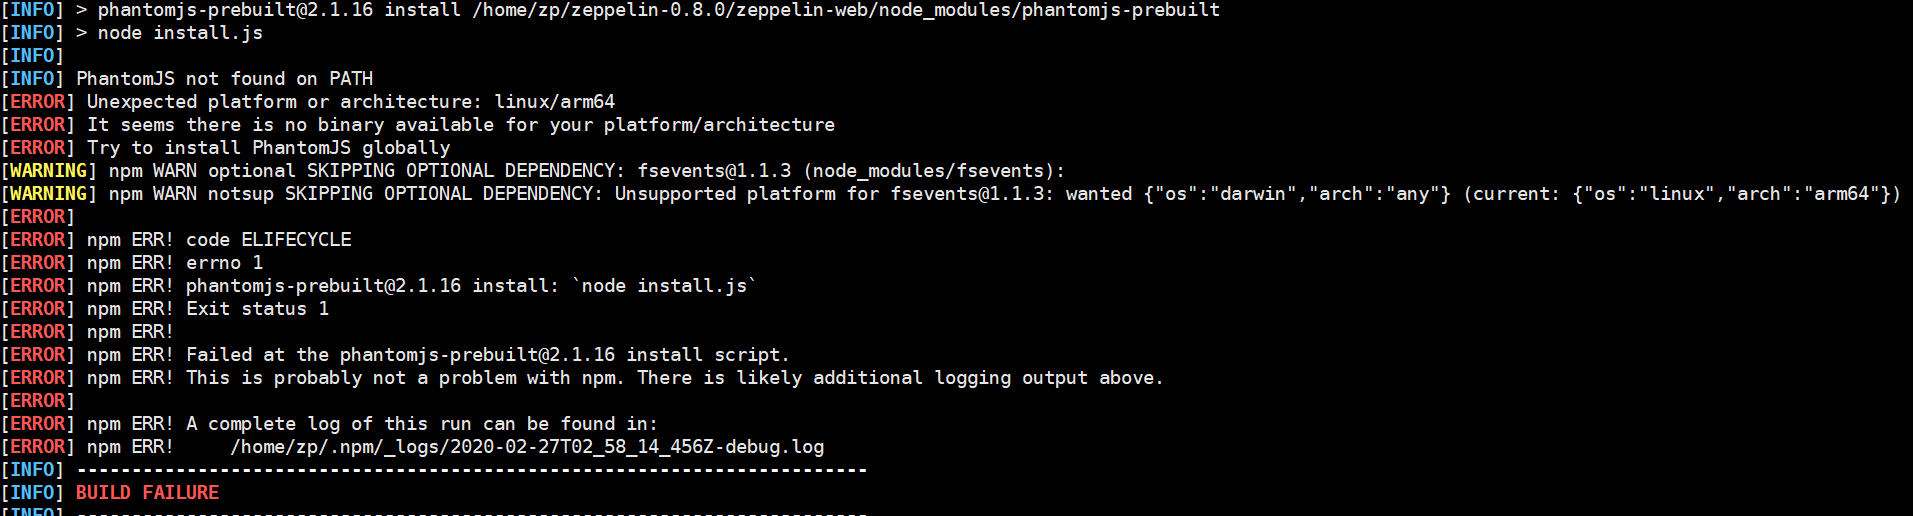 [INFO] > phantomjs-prebuilt@2.1.16 install /home/zp/zeppelin-0.8.0/zeppelin-web/node_modules/phantomjs-prebuilt
[INFO] > node install.js
[INFO]
[INFO] PhantomJS not found on PATH
[ERROR] Unexpected platform or architecture: linux/arm64
[ERROR] It seems there is no binary available for your platform/architecture
[ERROR] Try to install PhantomJS globally
[WARNING] npm WARN optional SKIPPING OPTIONAL DEPENDENCY: fsevents@1.1.3 (node_modules/fsevents):
[WARNING] npm WARN notsup SKIPPING OPTIONAL DEPENDENCY: Unsupported platform for fsevents@1.1.3: wanted {"os":"darwin","arch":"any"} (current: {"os":"linux","arch":"arm64"})
[ERROR]
[ERROR] npm ERR! code ELIFECYCLE
[ERROR] npm ERR! errno 1
[ERROR] npm ERR! phantomjs-prebuilt@2.1.16 install: `node install.js`
[ERROR] npm ERR! Exit status 1
[ERROR] npm ERR!
[ERROR] npm ERR! Failed at the phantomjs-prebuilt@2.1.16 install script.
[ERROR] npm ERR! This is probably not a problem with npm. There is likely additional logging output above.
[ERROR]
[ERROR] npm ERR! A complete log of this run can be found in:
[ERROR] npm ERR!     /home/zp/.npm/_logs/2020-02-27T02_58_14_456Z-debug.log
[INFO] ------------------------------------------------------------------------
[INFO] BUILD FAILURE
[INFO] ------------------------------------------------------------------------